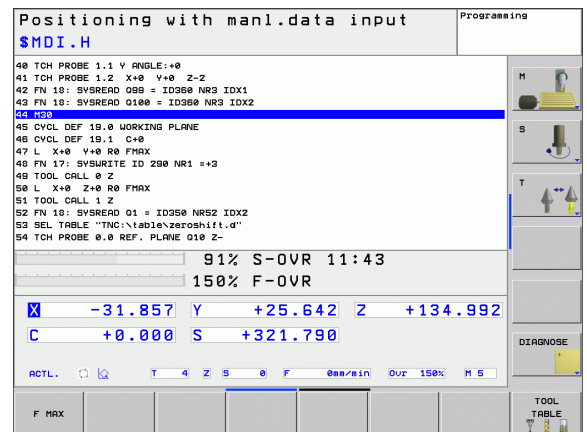 Positioning with manl.data input
Programming
$MDI.H
40 TCH PROBE 1.1 Y ANGLE:+0
41 TCH PROBE 1.2 X+0 Y+0 Z-2
42 FN 18: SYSREAD Q99 = ID360 NR3 IDX1
43 FN 18: SYSREAD Q100 = ID360 NR3 IDX2
44 M30
45 CYCL DEF 19.0 WORKING PLANE
46 CYCL DEF 19.1 C+0
47 L X+0 Y+0 R0 FMAX
48 FN 17: SYSWRITE ID 290 NR1 =+3
49 TOOL CALL 0 Z
50 L X+0 Z+0 R0 FMAX
51 TOOL CALL 1 Z
52 FN 18: SYSREAD Q1 = ID350 NR52 IDX2
53 SEL TABLE "TNC:\table\zeroshift.d"
54 TCH PROBE 0.0 REF. PLANE Q10 Z-
M
S
T
91% S-OVR 11:43
150% F-OVR
X -31.857 Y +25.642 Z +134.992
C +0.000 S +321.790
DIAGNOSE
ACTL. T 4 Z S 0 F 0mm/min Ovr 150% M 5
F MAX
TOOL
TABLE